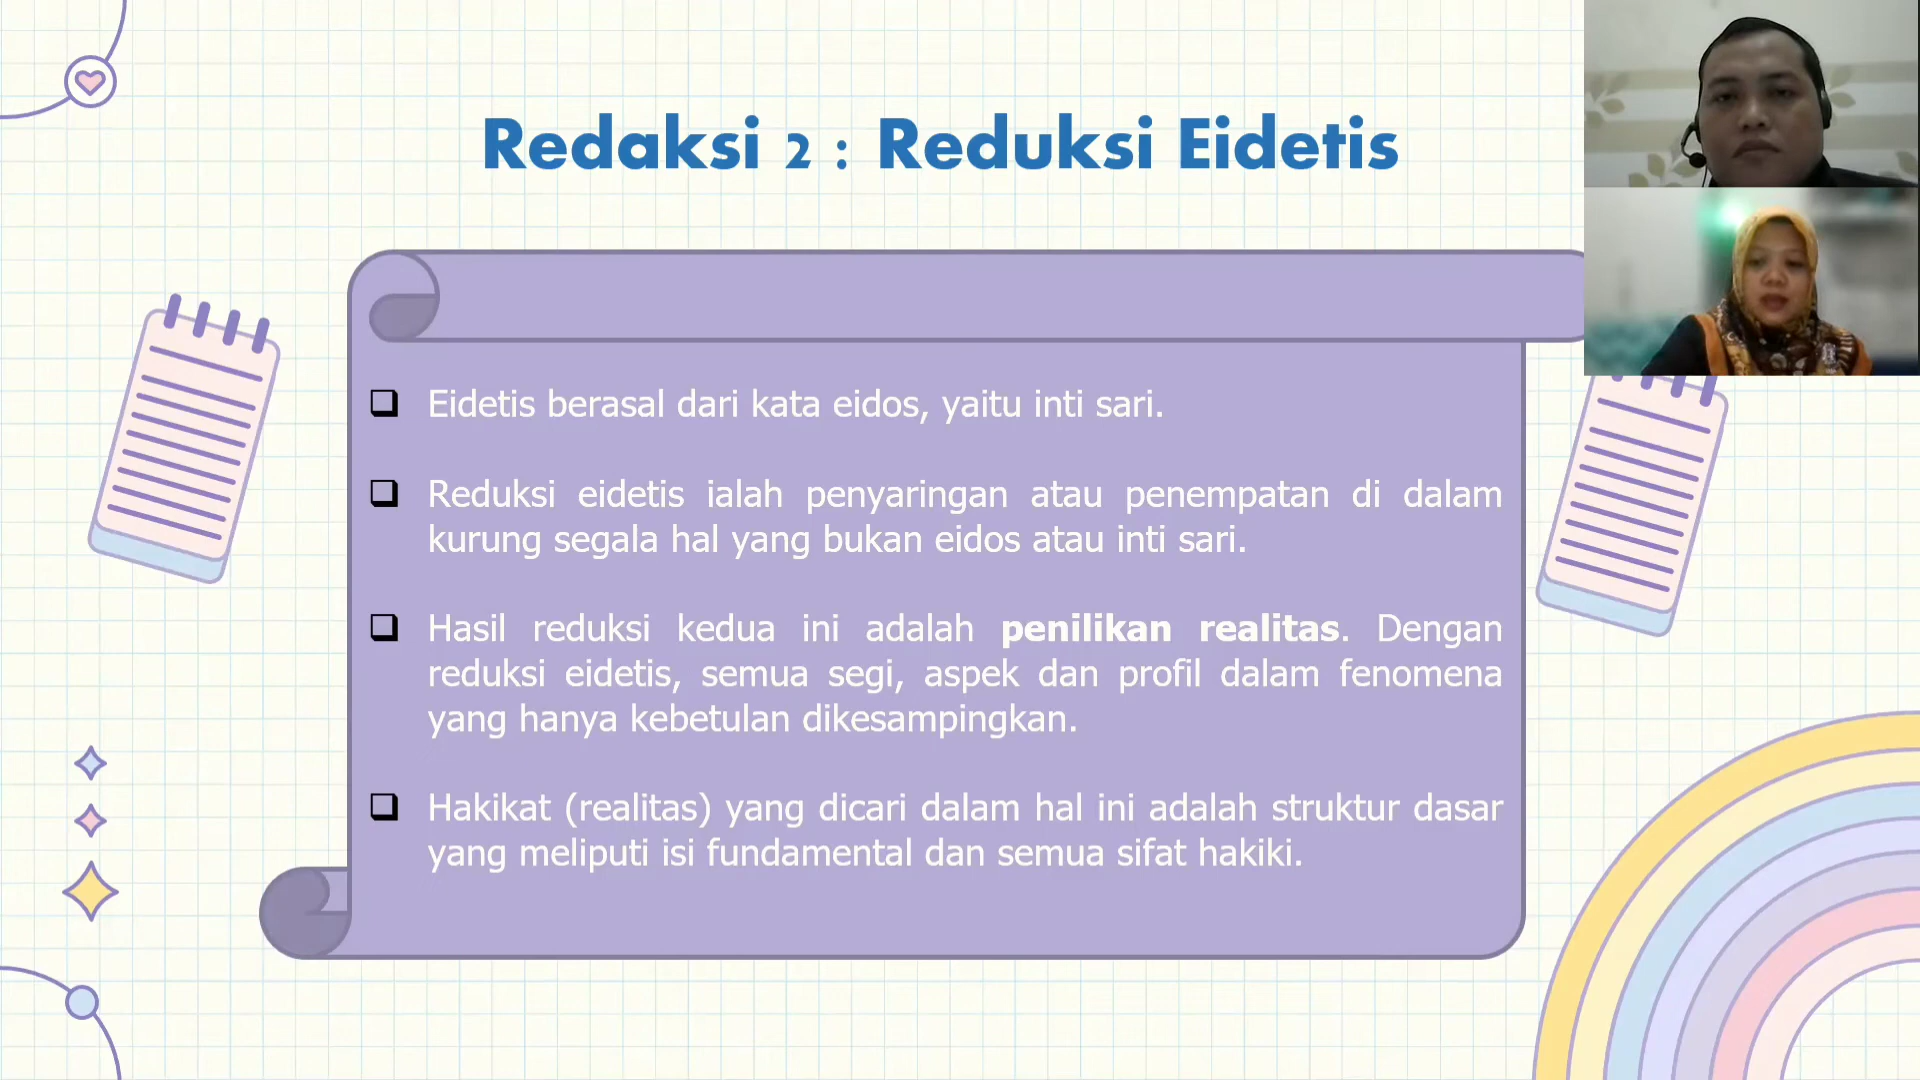 Redaksi 2 : Reduksi Eidetis
Eidetis berasal dari kata eidos, yaitu inti sari.
Reduksi eidetis ialah penyaringan atau penempatan di dalam
kurung segala hal yang bukan eidos atau inti sari.
Hasil reduksi kedua ini adalah penilikan realitas. Dengan
reduksi eidetis, semua segi, aspek dan profil dalam fenomena
yang hanya kebetulan dikesampingkan.
Hakikat (realitas) yang dicari dalam hal ini adalah struktur dasar
yang meliputi isi fundamental dan semua sifat hakiki.